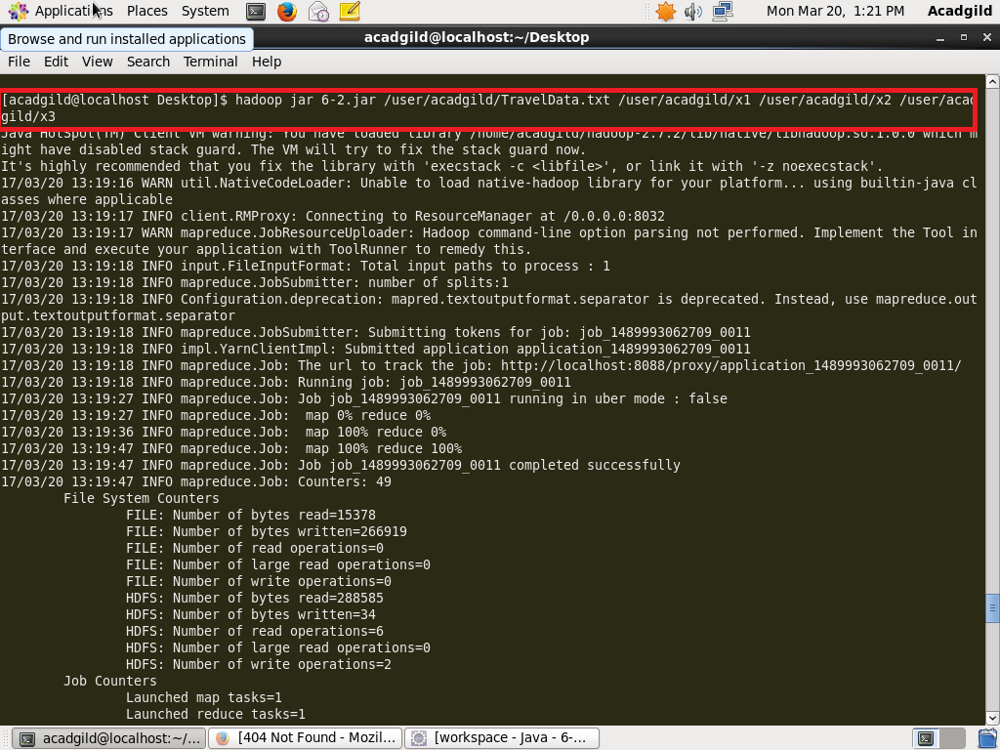 Applications Places System
Mon Mar 20, 1:21 PM Acadgild
Browse and run installed applications
acadgild@localhost:~/Desktop
File Edit View Search Terminal Help
[acadgild@localhost Desktop]$ hadoop jar 6-2.jar /user/acadgild/TravelData.txt /user/acadgild/x1 /user/acadgild/x2 /user/acad
gild/x3
Java HotSpot(TM) Client VM warning: You have loaded library /home/acadgild/hadoop-2.7.2/lib/native/libhadoop.so.1.0.0 which m
ight have disabled stack guard. The VM will try to fix the stack guard now.
It's highly recommended that you fix the library with 'execstack -c <libfile>', or link it with '-z noexecstack'.
17/03/20 13:19:16 WARN util.NativeCodeLoader: Unable to load native-hadoop library for your platform... using builtin-java cl
asses where applicable
17/03/20 13:19:17 INFO client.RMProxy: Connecting to ResourceManager at /0.0.0.0:8032
17/03/20 13:19:17 WARN mapreduce.JobResourceUploader: Hadoop command-line option parsing not performed. Implement the Tool in
terface and execute your application with ToolRunner to remedy this.
17/03/20 13:19:18 INFO input.FileInputFormat: Total input paths to process : 1
17/03/20 13:19:18 INFO mapreduce.JobSubmitter: number of splits:1
17/03/20 13:19:18 INFO Configuration.deprecation: mapred.textoutputformat.separator is deprecated. Instead, use mapreduce.out
put.textoutputformat.separator
17/03/20 13:19:18 INFO mapreduce.JobSubmitter: Submitting tokens for job: job_1489993062709_0011
17/03/20 13:19:18 INFO impl.YarnClientImpl: Submitted application application_1489993062709_0011
17/03/20 13:19:18 INFO mapreduce.Job: The url to track the job: http://localhost:8088/proxy/application_1489993062709_0011/
17/03/20 13:19:18 INFO mapreduce.Job: Running job: job_1489993062709_0011
17/03/20 13:19:27 INFO mapreduce.Job: Job job_1489993062709_0011 running in uber mode : false
17/03/20 13:19:27 INFO mapreduce.Job:  map 0% reduce 0%
17/03/20 13:19:36 INFO mapreduce.Job:  map 100% reduce 0%
17/03/20 13:19:47 INFO mapreduce.Job:  map 100% reduce 100%
17/03/20 13:19:47 INFO mapreduce.Job: Job job_1489993062709_0011 completed successfully
17/03/20 13:19:47 INFO mapreduce.Job: Counters: 49
File System Counters
FILE: Number of bytes read=15378
FILE: Number of bytes written=266919
FILE: Number of read operations=0
FILE: Number of large read operations=0
FILE: Number of write operations=0
HDFS: Number of bytes read=288585
HDFS: Number of bytes written=34
HDFS: Number of read operations=6
HDFS: Number of large read operations=0
HDFS: Number of write operations=2
Job Counters
Launched map tasks=1
Launched reduce tasks=1
acadgild@localhost:~/... [404 Not Found - Mozil... [workspace - Java - 6-...